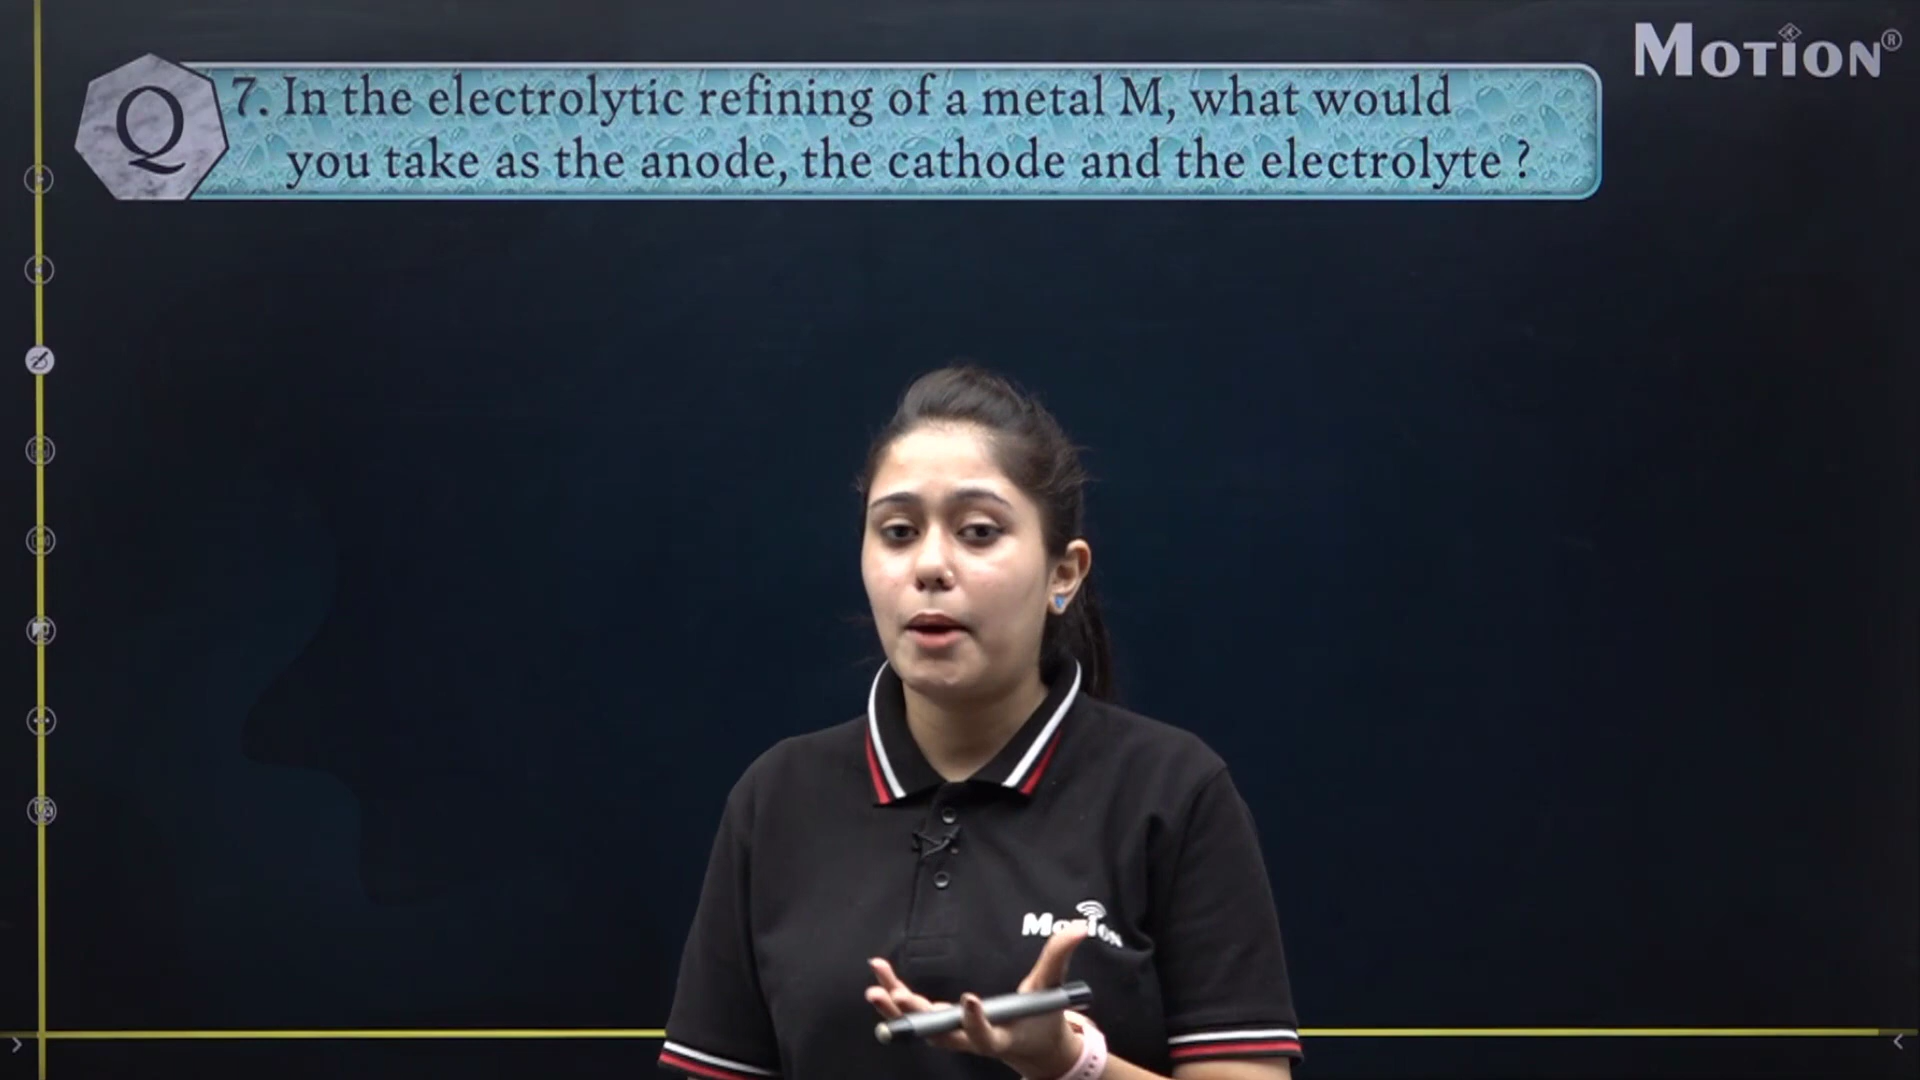 MOTION®
Q
7. In the electrolytic refining of a metal M, what would
you take as the anode, the cathode and the electrolyte ?
MOTION